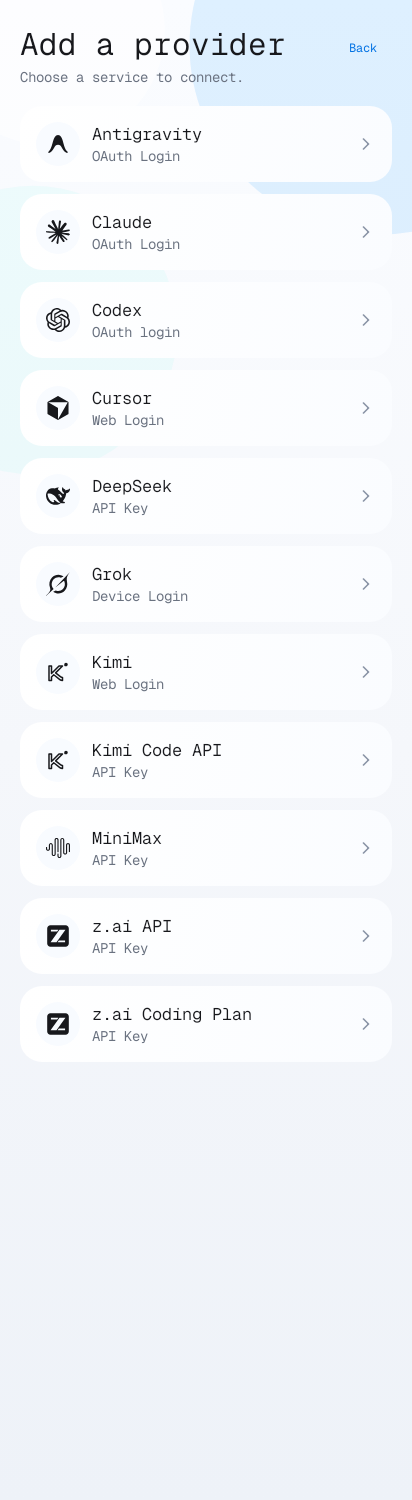 Add a provider
Back
Choose a service to connect.
Antigravity
OAuth Login
Claude
OAuth Login
Codex
OAuth login
Cursor
Web Login
DeepSeek
API Key
Grok
Device Login
Kimi
Web Login
Kimi Code API
API Key
MiniMax
API Key
z.ai API
API Key
z.ai Coding Plan
API Key